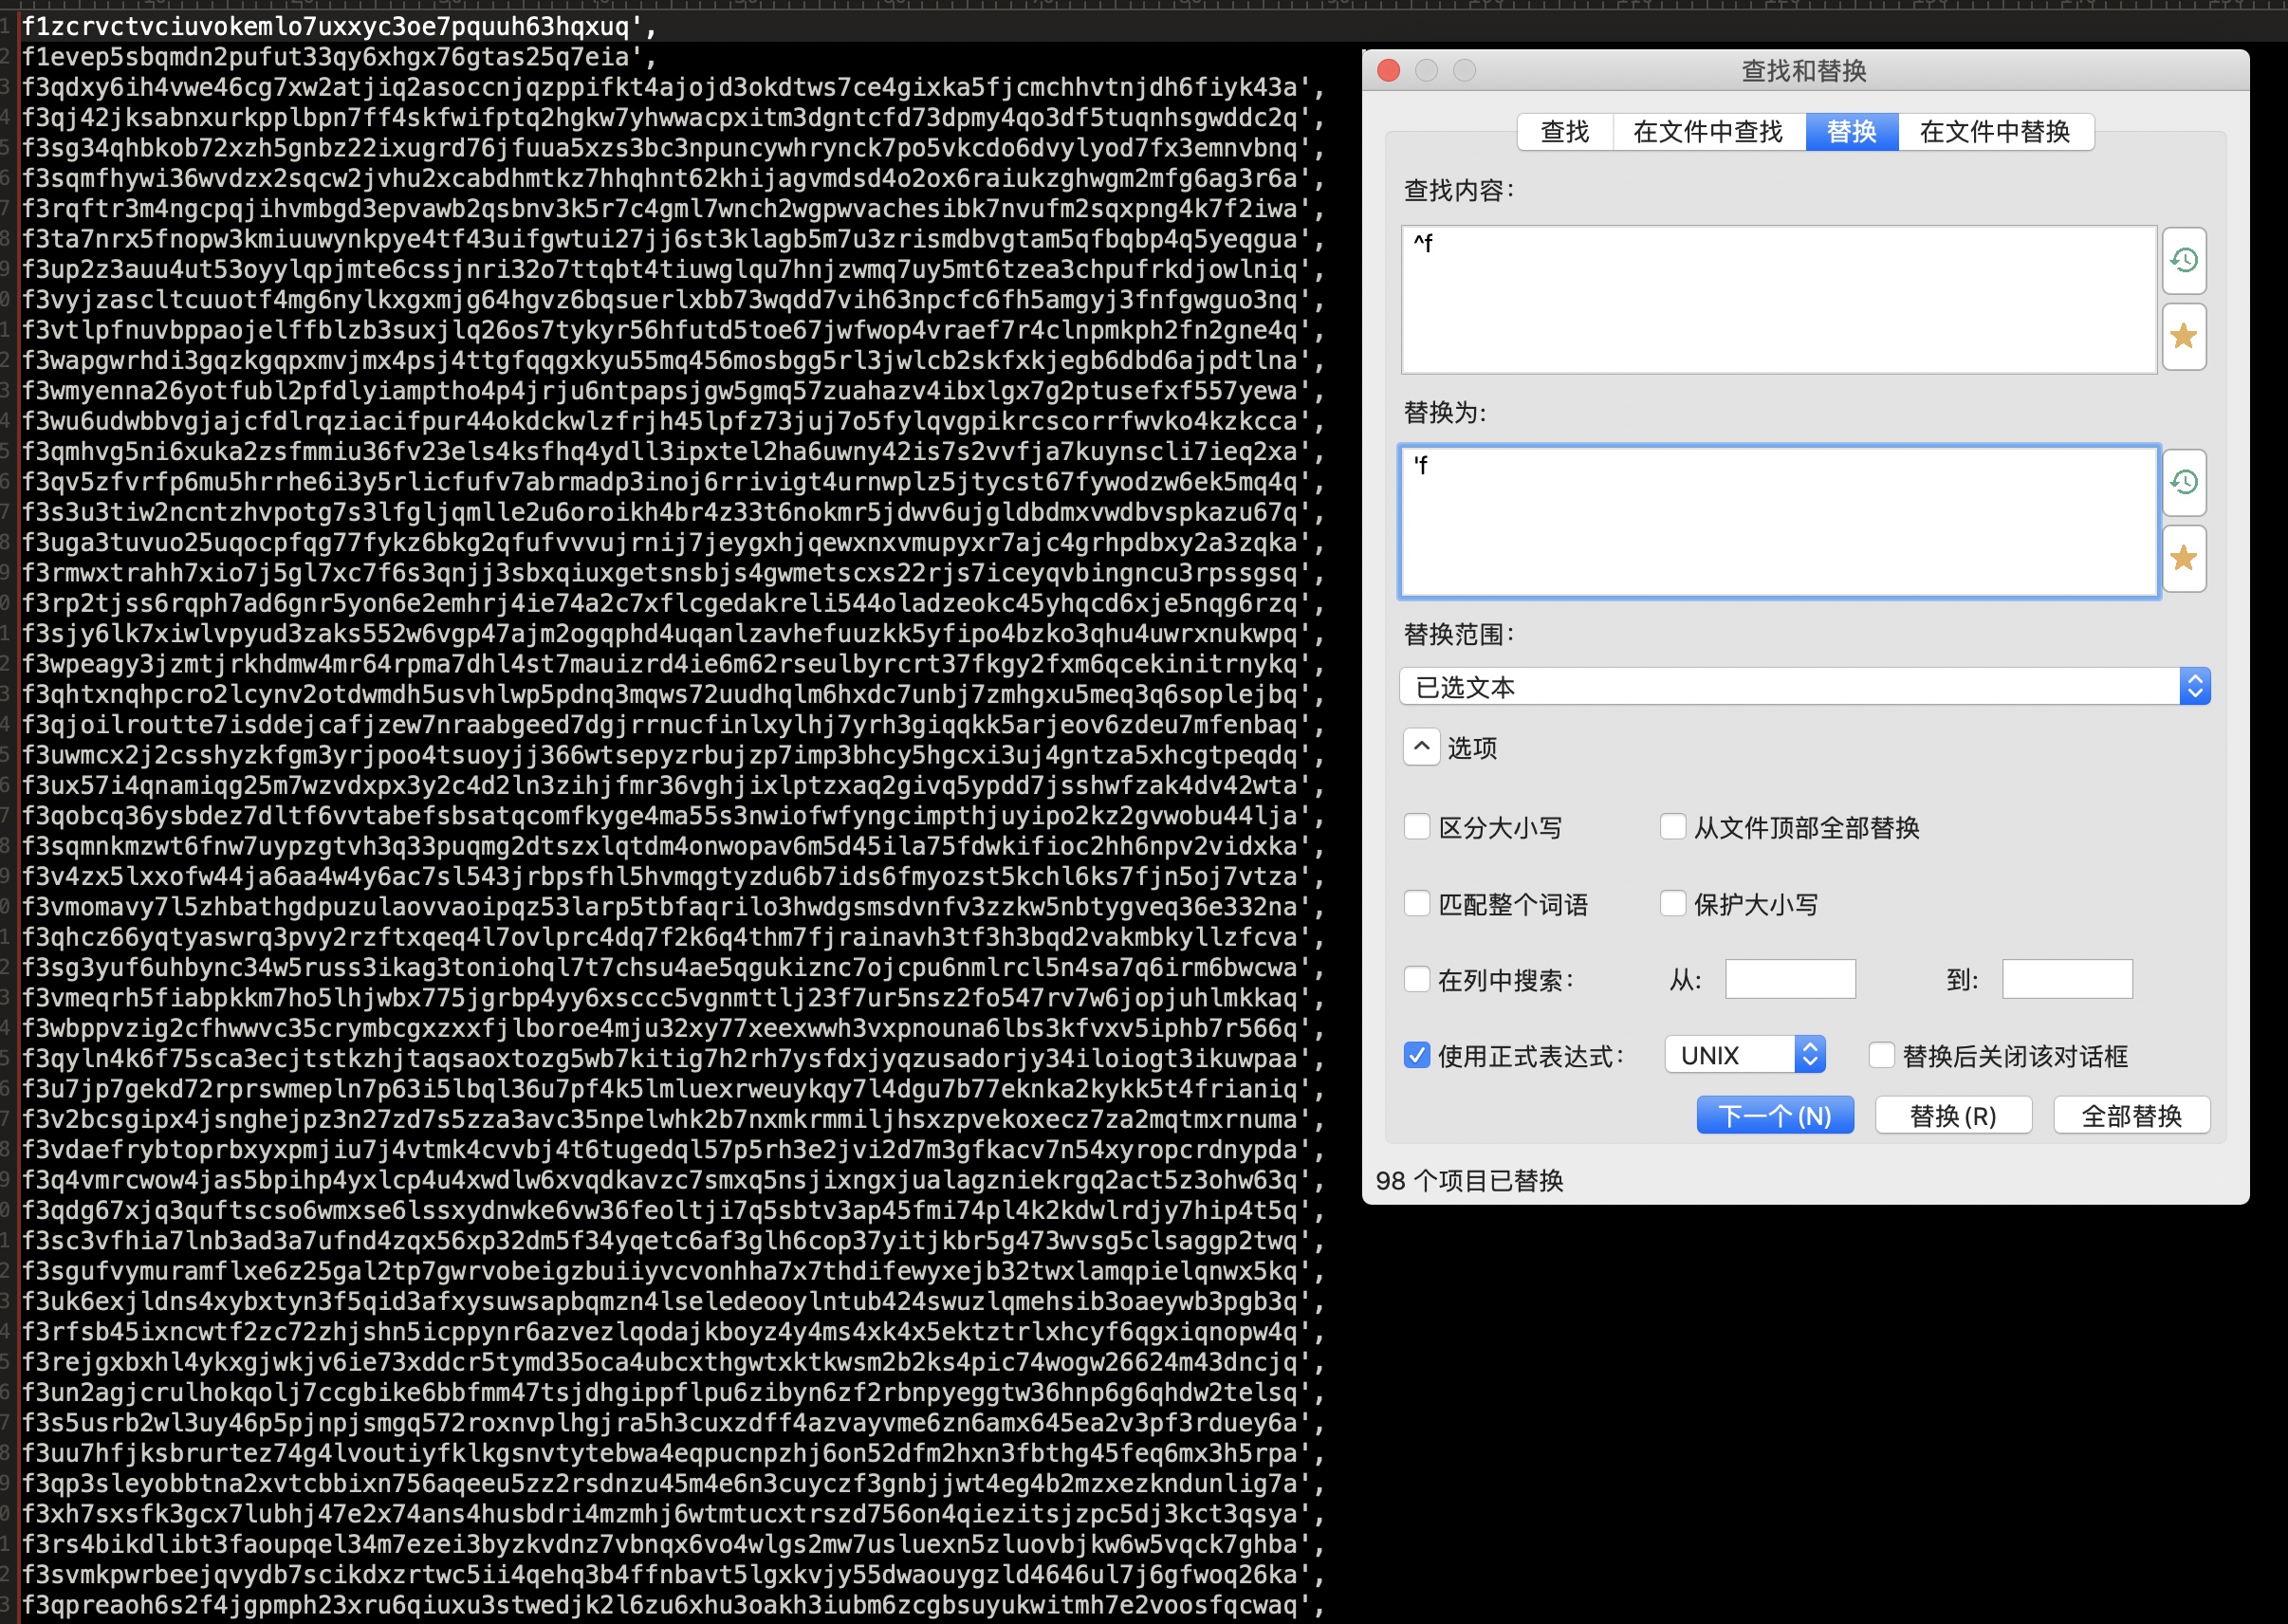 f1zcrvctvciuvokemlo7uxxyc3oe7pquuh63hqxuq',
f1evep5sbqmdn2pufut33qy6xhgx76gtas25q7eia',
f3qdxy6ih4vwe46cg7xw2atjiq2asoccnjqzppifkt4ajojd3okdtws7ce4gixka5fjcmchhvtnjdh6fiyk43a',
f3qj42jksabnxurkpplbpn7ff4skfwifptq2hgkw7yhwwacpxitm3dgntcfd73dpmy4qo3df5tuqnhsgwddc2q',
f3sg34qhbkob72xzh5gnbz22ixugrd76jfuua5xzs3bc3npuncywhrynck7po5vkcdo6dvylyod7fx3emnvbnq',
f3sqmfhywi36wvdzx2sqcw2jvhu2xcabdhmtkz7hhqhnt62khijagvmdsd4o2ox6raiukzghwgm2mfg6ag3r6a',
f3rqftr3m4ngcpqjihvmbgd3epvawb2qsbnv3k5r7c4gml7wnch2wgpwvachesibk7nvufm2sqxpng4k7f2iwa',
f3ta7nrx5fnopw3kmiuuwynkpye4tf43uifgwtui27jj6st3klagb5m7u3zrismdbvgtam5qfbqbp4q5yeqgua',
f3up2z3auu4ut53oyylqpjmte6cssjnri32o7ttqbt4tiuwglqu7hnjzwmq7uy5mt6tzea3chpufrkdjowlniq',
f3vyjzascltcuuotf4mg6nylkxgxmjg64hgvz6bqsuerlxbb73wqdd7vih63npcfc6fh5amgyj3fnfgwguo3nq',
f3vtlpfnuvbppaojelffblzb3suxjlq26os7tykyr56hfutd5toe67jwfwop4vraef7r4clnpmkph2fn2gne4q',
f3wapgwrhdi3gqzkgqpxmvjmx4psj4ttgfqqgxkyu55mq456mosbgg5rl3jwlcb2skfxkjegb6dbd6ajpdtlna',
f3wmyenna26yotfubl2pfdlyiamptho4p4jrju6ntpapsjgw5gmq57zuahazv4ibxlgx7g2ptusefxf557yewa',
f3wu6udwbbvgjajcfdlrqziacifpur44okdckwlzfrjh45lpfz73juj7o5fylqvgpikrcscorrfwvko4kzkcca',
f3qmhvg5ni6xuka2zsfmmiu36fv23els4ksfhq4ydll3ipxtel2ha6uwny42is7s2vvfja7kuynscli7ieq2xa',
f3qv5zfvrfp6mu5hrrhe6i3y5rlicfufv7abrmadp3inoj6rrivigt4urnwplz5jtycst67fywodzw6ek5mq4q',
f3s3u3tiw2ncntzhvpotg7s3lfgljqmlle2u6oroikh4br4z33t6nokmr5jdwv6ujgldbdmxvwdbvspkazu67q',
f3uga3tuvuo25uqocpfqg77fykz6bkg2qfufvvvujrnij7jeygxhjqewxnxvmupyxr7ajc4grhpdbxy2a3zqka',
f3rmwxtrahh7xio7j5gl7xc7f6s3qnjj3sbxqiuxgetsnsbjs4gwmetscxs22rjs7iceyqvbingncu3rpssgsq',
f3rp2tjss6rqph7ad6gnr5yon6e2emhrj4ie74a2c7xflcgedakreli544oladzeokc45yhqcd6xje5nqg6rzq',
f3sjy6lk7xiwlvpyud3zaks552w6vgp47ajm2ogqphd4uqanlzavhefuuzkk5yfipo4bzko3qhu4uwrxnukwpq',
f3wpeagy3jzmtjrkhdmw4mr64rpma7dhl4st7mauizrd4ie6m62rseulbyrcrt37fkgy2fxm6qcekinitrnykq',
f3qhtxnqhpcro2lcynv2otdwmdh5usvhlwp5pdnq3mqws72uudhqlm6hxdc7unbj7zmhgxu5meq3q6soplejbq',
f3qjoilroutte7isddejcafjzew7nraabgeed7dgjrrnucfinlxylhj7yrh3giqqkk5arjeov6zdeu7mfenbaq',
f3uwmcx2j2csshyzkfgm3yrjpoo4tsuoyjj366wtsepyzrbujzp7imp3bhcy5hgcxi3uj4gntza5xhcgtpeqdq',
f3ux57i4qnamiqg25m7wzvdxpx3y2c4d2ln3zihjfmr36vghjixlptzxaq2givq5ypdd7jsshwfzak4dv42wta',
f3qobcq36ysbdez7dltf6vvtabefsbsatqcomfkyge4ma55s3nwiofwfyngcimpthjuyipo2kz2gvwobu44lja',
f3sqmnkmzwt6fnw7uypzgtvh3q33puqmg2dtszxlqtdm4onwopav6m5d45ila75fdwkifioc2hh6npv2vidxka',
f3v4zx5lxxofw44ja6aa4w4y6ac7sl543jrbpsfhl5hvmqgtyzdu6b7ids6fmyozst5kchl6ks7fjn5oj7vtza',
f3vmomavy7l5zhbathgdpuzulaovvaoipqz53larp5tbfaqrilo3hwdgsmsdvnfv3zzkw5nbtygveq36e332na',
f3qhcz66yqtyaswrq3pvy2rzftxqeq4l7ovlprc4dq7f2k6q4thm7fjrainavh3tf3h3bqd2vakmbkyllzfcva',
f3sg3yuf6uhbync34w5russ3ikag3toniohql7t7chsu4ae5qgukiznc7ojcpu6nmlrcl5n4sa7q6irm6bwcwa',
f3vmeqrh5fiabpkkm7ho5lhjwbx775jgrbp4yy6xsccc5vgnmttlj23f7ur5nsz2fo547rv7w6jopjuhlmkkaq',
f3wbppvzig2cfhwwvc35crymbcgxzxxfjlboroe4mju32xy77xeexwwh3vxpnouna6lbs3kfvxv5iphb7r566q',
f3qyln4k6f75sca3ecjtstkzhjtaqsaoxtozg5wb7kitig7h2rh7ysfdxjyqzusadorjy34iloiogt3ikuwpaa',
f3u7jp7gekd72rprswmepln7p63i5lbql36u7pf4k5lmluexrweuykqy7l4dgu7b77eknka2kykk5t4frianiq',
f3v2bcsgipx4jsnghejpz3n27zd7s5zza3avc35npelwhk2b7nxmkrmmiljhsxzpvekoxecz7za2mqtmxrnuma',
f3vdaefrybtoprbxyxpmjiu7j4vtmk4cvvbj4t6tugedql57p5rh3e2jvi2d7m3gfkacv7n54xyropcrdnypda',
f3q4vmrcwow4jas5bpihp4yxlcp4u4xwdlw6xvqdkavzc7smxq5nsjixngxjualagzniekrgq2act5z3ohw63q',
f3qdg67xjq3quftscso6wmxse6lssxydnwke6vw36feoltji7q5sbtv3ap45fmi74pl4k2kdwlrdjy7hip4t5q',
f3sc3vfhia7lnb3ad3a7ufnd4zqx56xp32dm5f34yqetc6af3glh6cop37yitjkbr5g473wvsg5clsaggp2twq',
f3sgufvymuramflxe6z25gal2tp7gwrvobeigzbuiiyvcvonhha7x7thdifewyxejb32twxlamqpielqnwx5kq',
f3uk6exjldns4xybxtyn3f5qid3afxysuwsapbqmzn4lseledeooylntub424swuzlqmehsib3oaeywb3pgb3q',
f3rfsb45ixncwtf2zc72zhjshn5icppynr6azvezlqodajkboyz4y4ms4xk4x5ektztrlxhcyf6qgxiqnopw4q',
f3rejgxbxhl4ykxgjwkjv6ie73xddcr5tymd35oca4ubcxthgwtxktkwsm2b2ks4pic74wogw26624m43dncjq',
f3un2agjcrulhokqolj7ccgbike6bbfmm47tsjdhgippflpu6zibyn6zf2rbnpyeggtw36hnp6g6qhdw2telsq',
f3s5usrb2wl3uy46p5pjnpjsmgq572roxnvplhgjra5h3cuxzdff4azvayvme6zn6amx645ea2v3pf3rduey6a',
f3uu7hfjksbrurtez74g4lvoutiyfklkgsnvtytebwa4eqpucnpzhj6on52dfm2hxn3fbthg45feq6mx3h5rpa',
f3qp3sleyobbtna2xvtcbbixn756aqeeu5zz2rsdnzu45m4e6n3cuyczf3gnbjjwt4eg4b2mzxezkndunlig7a',
f3xh7sxsfk3gcx7lubhj47e2x74ans4husbdri4mzmhj6wtmtucxtrszd756on4qiezitsjzpc5dj3kct3qsya',
f3rs4bikdlibt3faoupqel34m7ezei3byzkvdnz7vbnqx6vo4wlgs2mw7usluexn5zluovbjkw6w5vqck7ghba',
f3svmkpwrbeejqvydb7scikdxzrtwc5ii4qehq3b4ffnbavt5lgxkvjy55dwaouygzld4646ul7j6gfwoq26ka',
f3qpreaoh6s2f4jgpmph23xru6qiuxu3stwedjk2l6zu6xhu3oakh3iubm6zcgbsuyukwitmh7e2voosfqcwaq',
查找和替换
查找 在文件中查找 替换 在文件中替换
查找内容:
^f
替换为:
'f
替换范围:
已选文本
选项
区分大小写 从文件顶部全部替换
匹配整个词语 保护大小写
在列中搜索: 从: 到:
使用正式表达式: UNIX 替换后关闭该对话框
下一个(N) 替换(R) 全部替换
98 个项目已替换